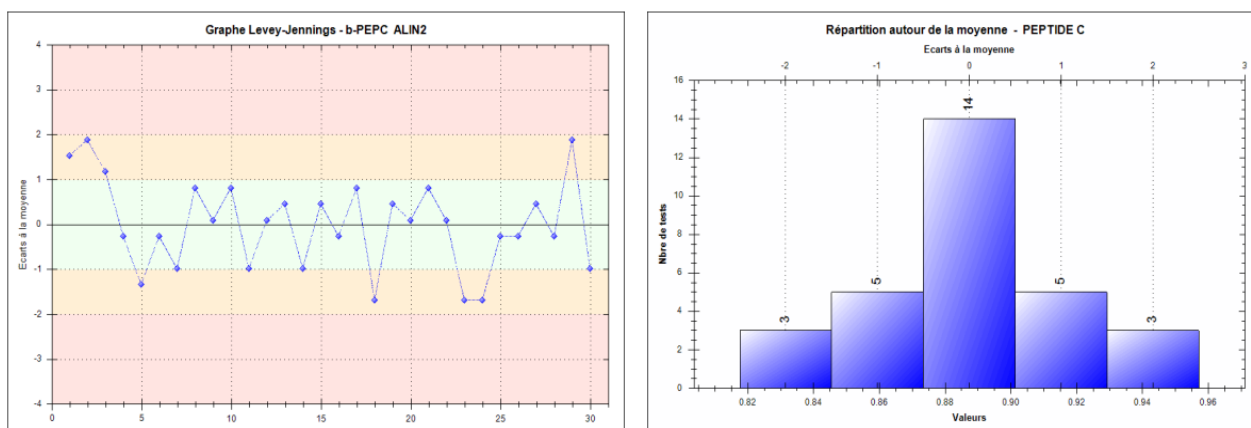 Graphe Levey-Jennings - b-PEPC ALIN2
Ecarts à la moyenne
4
3
2
1
0
-1
-2
-3
-4
0 5 10 15 20 25 30
Répartition autour de la moyenne - PEPTIDE C
Ecarts à la moyenne
-2 -1 0 1 2 3
Nbre de tests
16
14
12
10
8
6
4
2
0
3 5 14 5 3
0.82 0.84 0.86 0.88 0.90 0.92 0.94 0.96
Valeurs